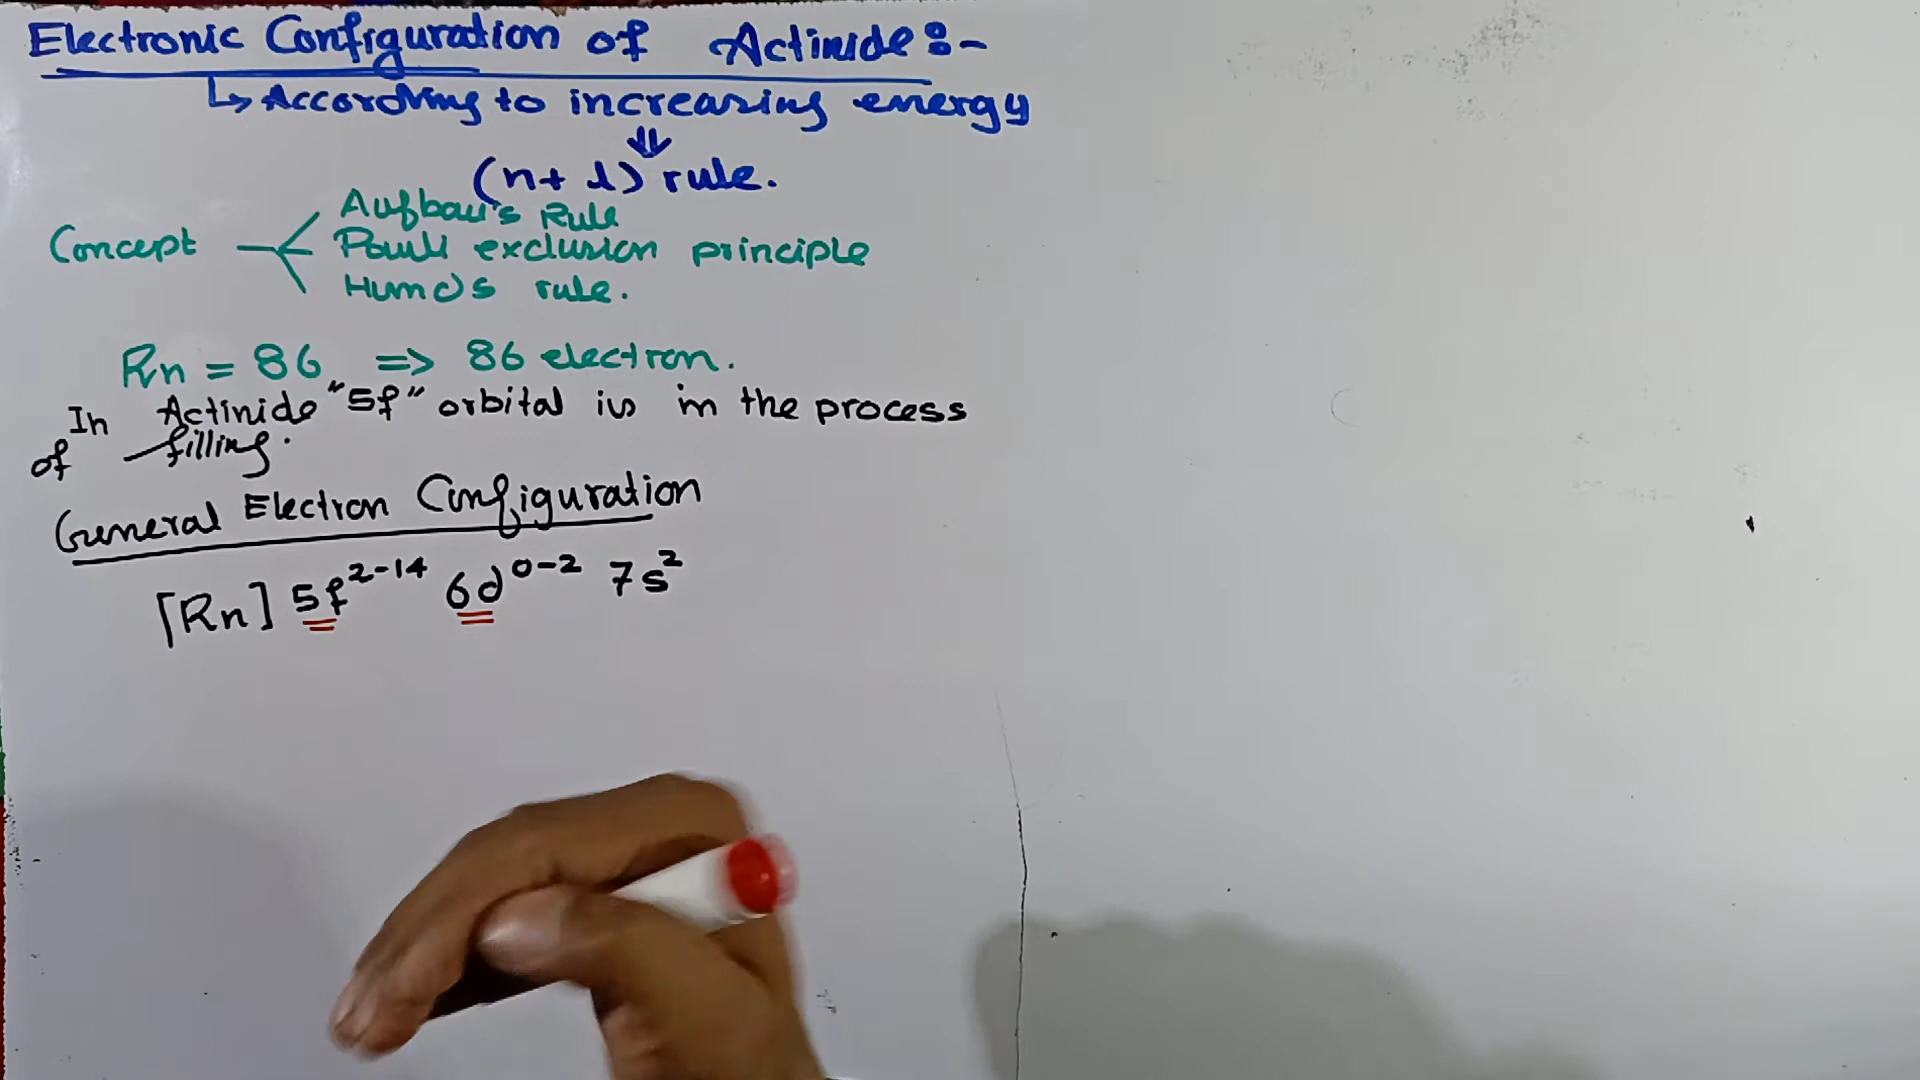 Electronic Configuration of Actinide:-
↳ According to increasing energy
⇓
(n+l) rule.
Aufbau's Rule
Concept Pauli exclusion principle
Hund's rule.
Rn = 86 => 86 electron.
In Actinide "5f" orbital is in the process
of filling.
General Electron Configuration
[Rn] 5f²⁻¹⁴ 6d⁰⁻² 7s²